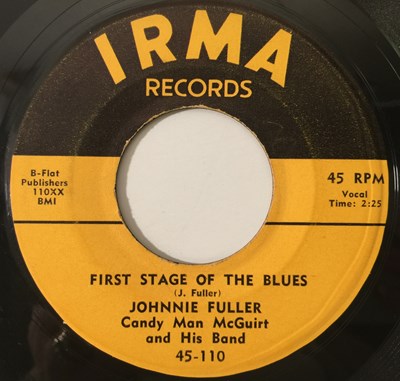 IRMA
RECORDS
B-Flat
Publishers
110XX
BMI
45 RPM
Vocal
Time: 2:25
FIRST STAGE OF THE BLUES
(J. Fuller)
JOHNNIE FULLER
Candy Man McGuirt
and His Band
45-110